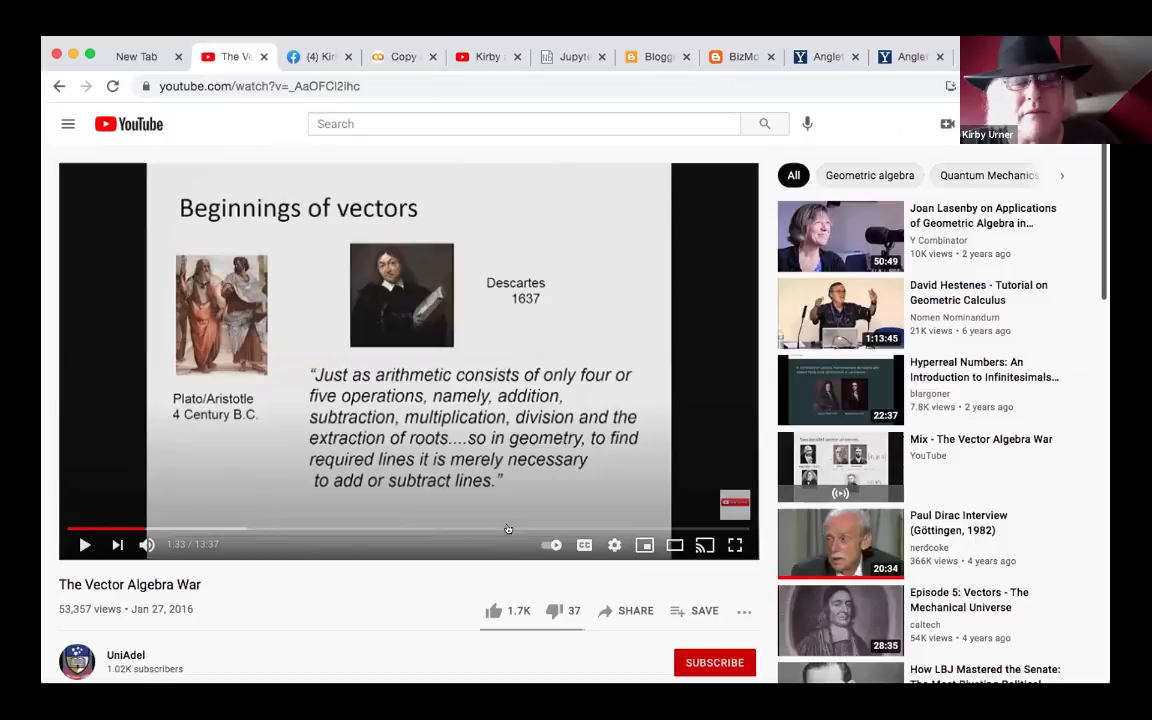 New Tab
The Ve
(4) Kir
Copy
Kirby
Jupyt
Blogg
BizMo
Anglet
Anglet
youtube.com/watch?v=_AaOFCl2ihc
YouTube
Search
Kirby Urner
Beginnings of vectors
Descartes
1637
Plato/Aristotle
4 Century B.C.
“Just as arithmetic consists of only four or
five operations, namely, addition,
subtraction, multiplication, division and the
extraction of roots....so in geometry, to find
required lines it is merely necessary
to add or subtract lines.”
1:33 / 13:37
CC
The Vector Algebra War
53,357 views • Jan 27, 2016
1.7K
37
SHARE
SAVE
UniAdel
1.02K subscribers
SUBSCRIBE
All
Geometric algebra
Quantum Mechanics
Joan Lasenby on Applications
of Geometric Algebra in…
Y Combinator
10K views • 2 years ago
50:49
David Hestenes - Tutorial on
Geometric Calculus
Nomen Nominandum
21K views • 6 years ago
1:13:45
Hyperreal Numbers: An
Introduction to Infinitesimals…
blargoner
7.8K views • 2 years ago
22:37
Mix - The Vector Algebra War
YouTube
Paul Dirac Interview
(Göttingen, 1982)
nerdcoke
366K views • 4 years ago
20:34
Episode 5: Vectors - The
Mechanical Universe
caltech
54K views • 4 years ago
28:35
How LBJ Mastered the Senate: